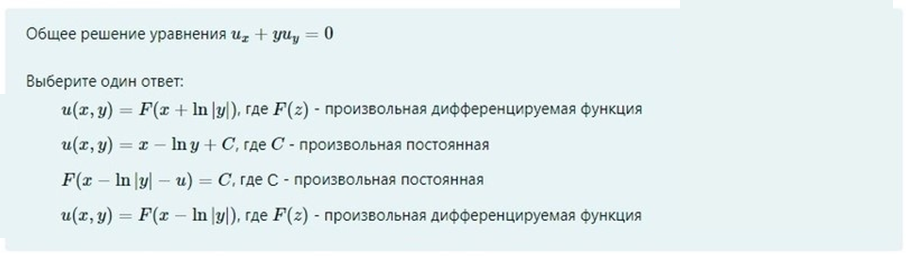 Общее решение уравнения uₓ + yu_y = 0
Выберите один ответ:
u(x, y) = F(x + ln |y|), где F(z) - произвольная дифференцируемая функция
u(x, y) = x − ln y + C, где C - произвольная постоянная
F(x − ln |y| − u) = C, где С - произвольная постоянная
u(x, y) = F(x − ln |y|), где F(z) - произвольная дифференцируемая функция